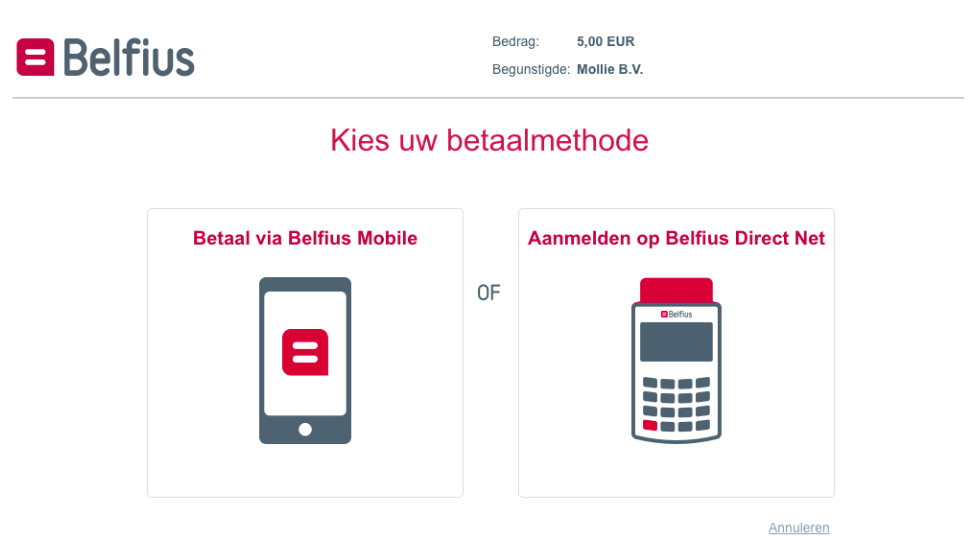 Belfius
Bedrag: 5,00 EUR
Begunstigde: Mollie B.V.
Kies uw betaalmethode
Betaal via Belfius Mobile
OF
Aanmelden op Belfius Direct Net
Belfius
Annuleren